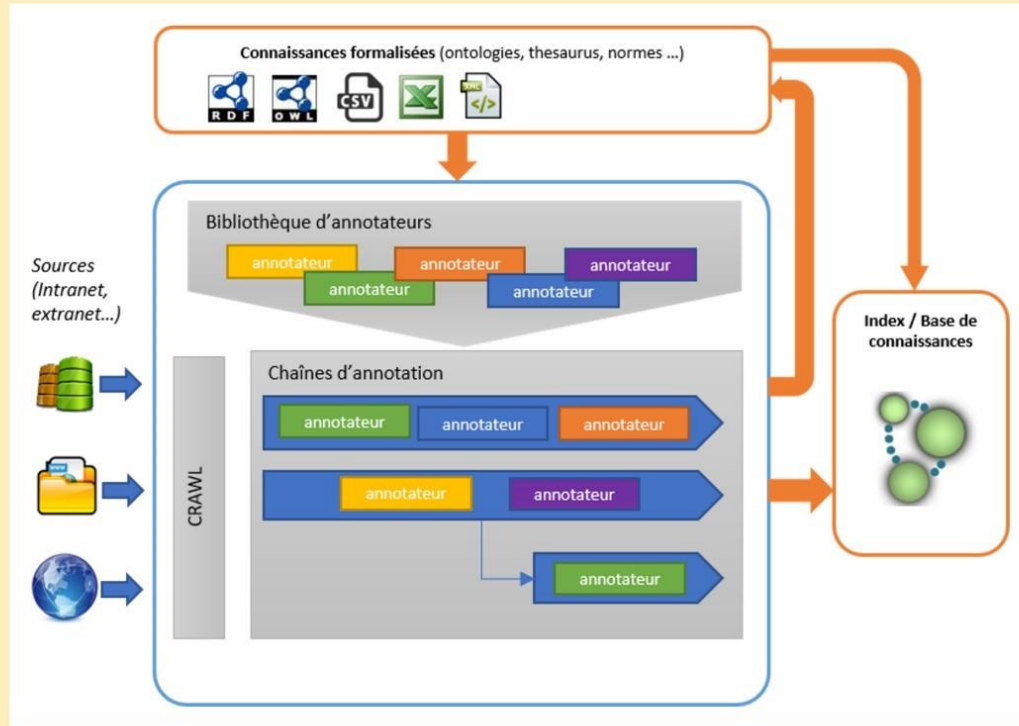 Connaissances formalisées (ontologies, thesaurus, normes ...)
RDF
OWL
CSV
</>
Bibliothèque d'annotateurs
annotateur
annotateur
annotateur
annotateur
annotateur
Sources
(Intranet,
extranet...)
CRAWL
Chaînes d'annotation
annotateur
annotateur
annotateur
annotateur
annotateur
annotateur
Index / Base de
connaissances